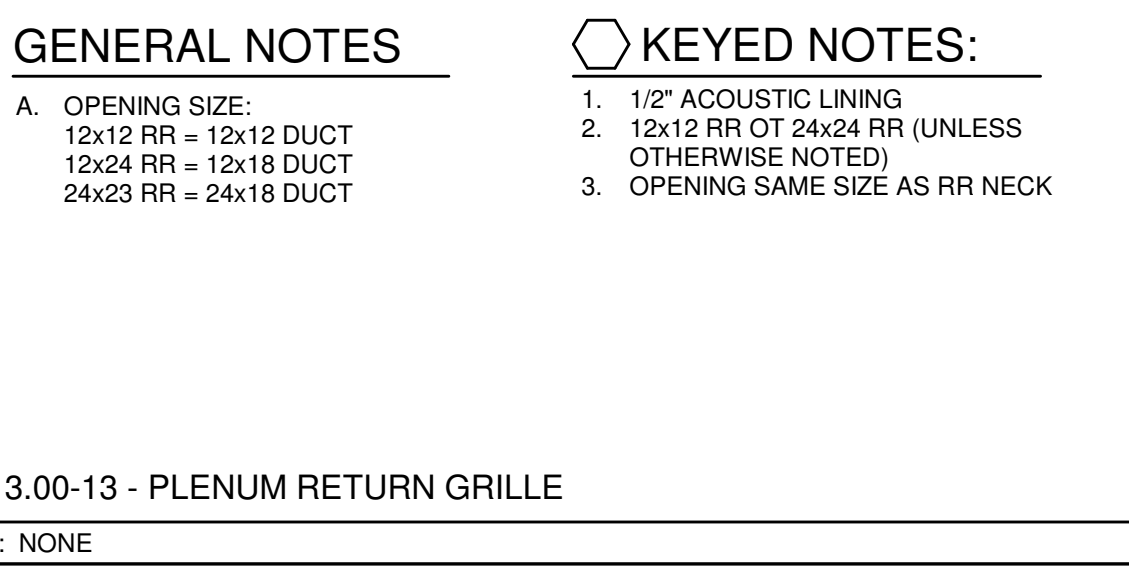 GENERAL NOTES
A. OPENING SIZE:
12x12 RR = 12x12 DUCT
12x24 RR = 12x18 DUCT
24x23 RR = 24x18 DUCT
KEYED NOTES:
1. 1/2" ACOUSTIC LINING
2. 12x12 RR OT 24x24 RR (UNLESS
OTHERWISE NOTED)
3. OPENING SAME SIZE AS RR NECK
3.00-13 - PLENUM RETURN GRILLE
: NONE